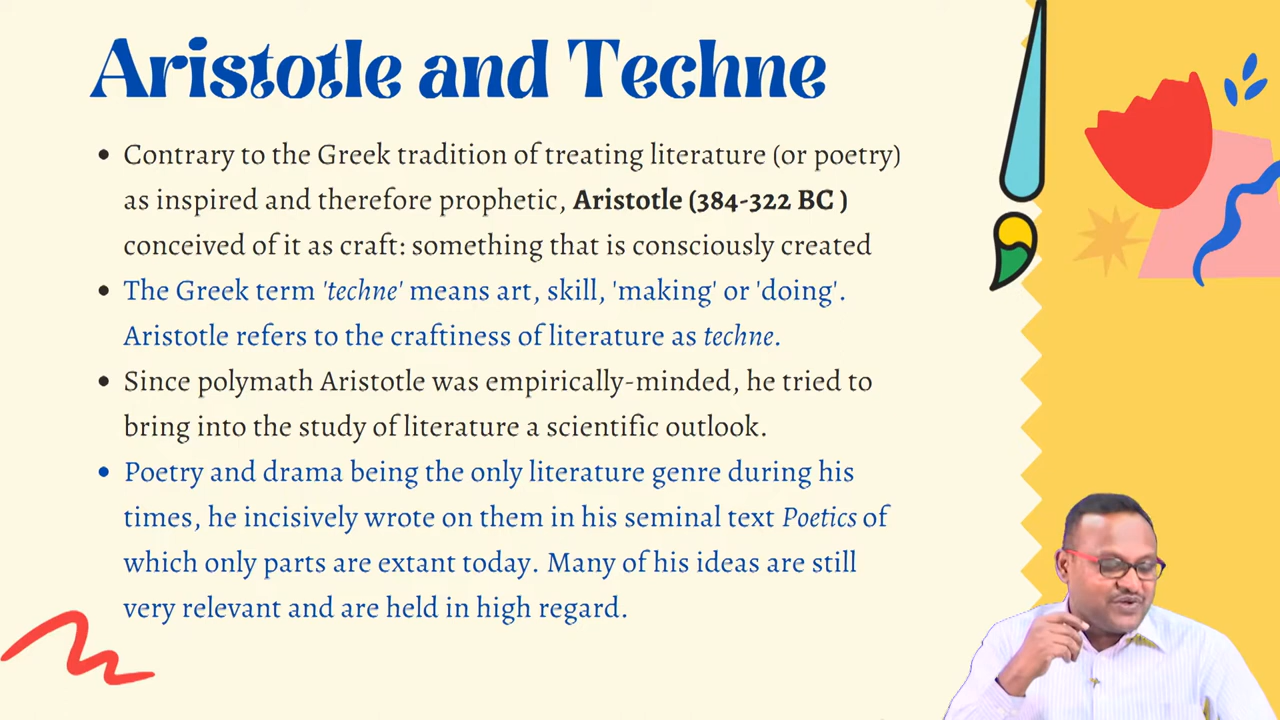 Aristotle and Techne
• Contrary to the Greek tradition of treating literature (or poetry)
as inspired and therefore prophetic, Aristotle (384-322 BC )
conceived of it as craft: something that is consciously created
• The Greek term 'techne' means art, skill, 'making' or 'doing'.
Aristotle refers to the craftiness of literature as techne.
• Since polymath Aristotle was empirically-minded, he tried to
bring into the study of literature a scientific outlook.
• Poetry and drama being the only literature genre during his
times, he incisively wrote on them in his seminal text Poetics of
which only parts are extant today. Many of his ideas are still
very relevant and are held in high regard.